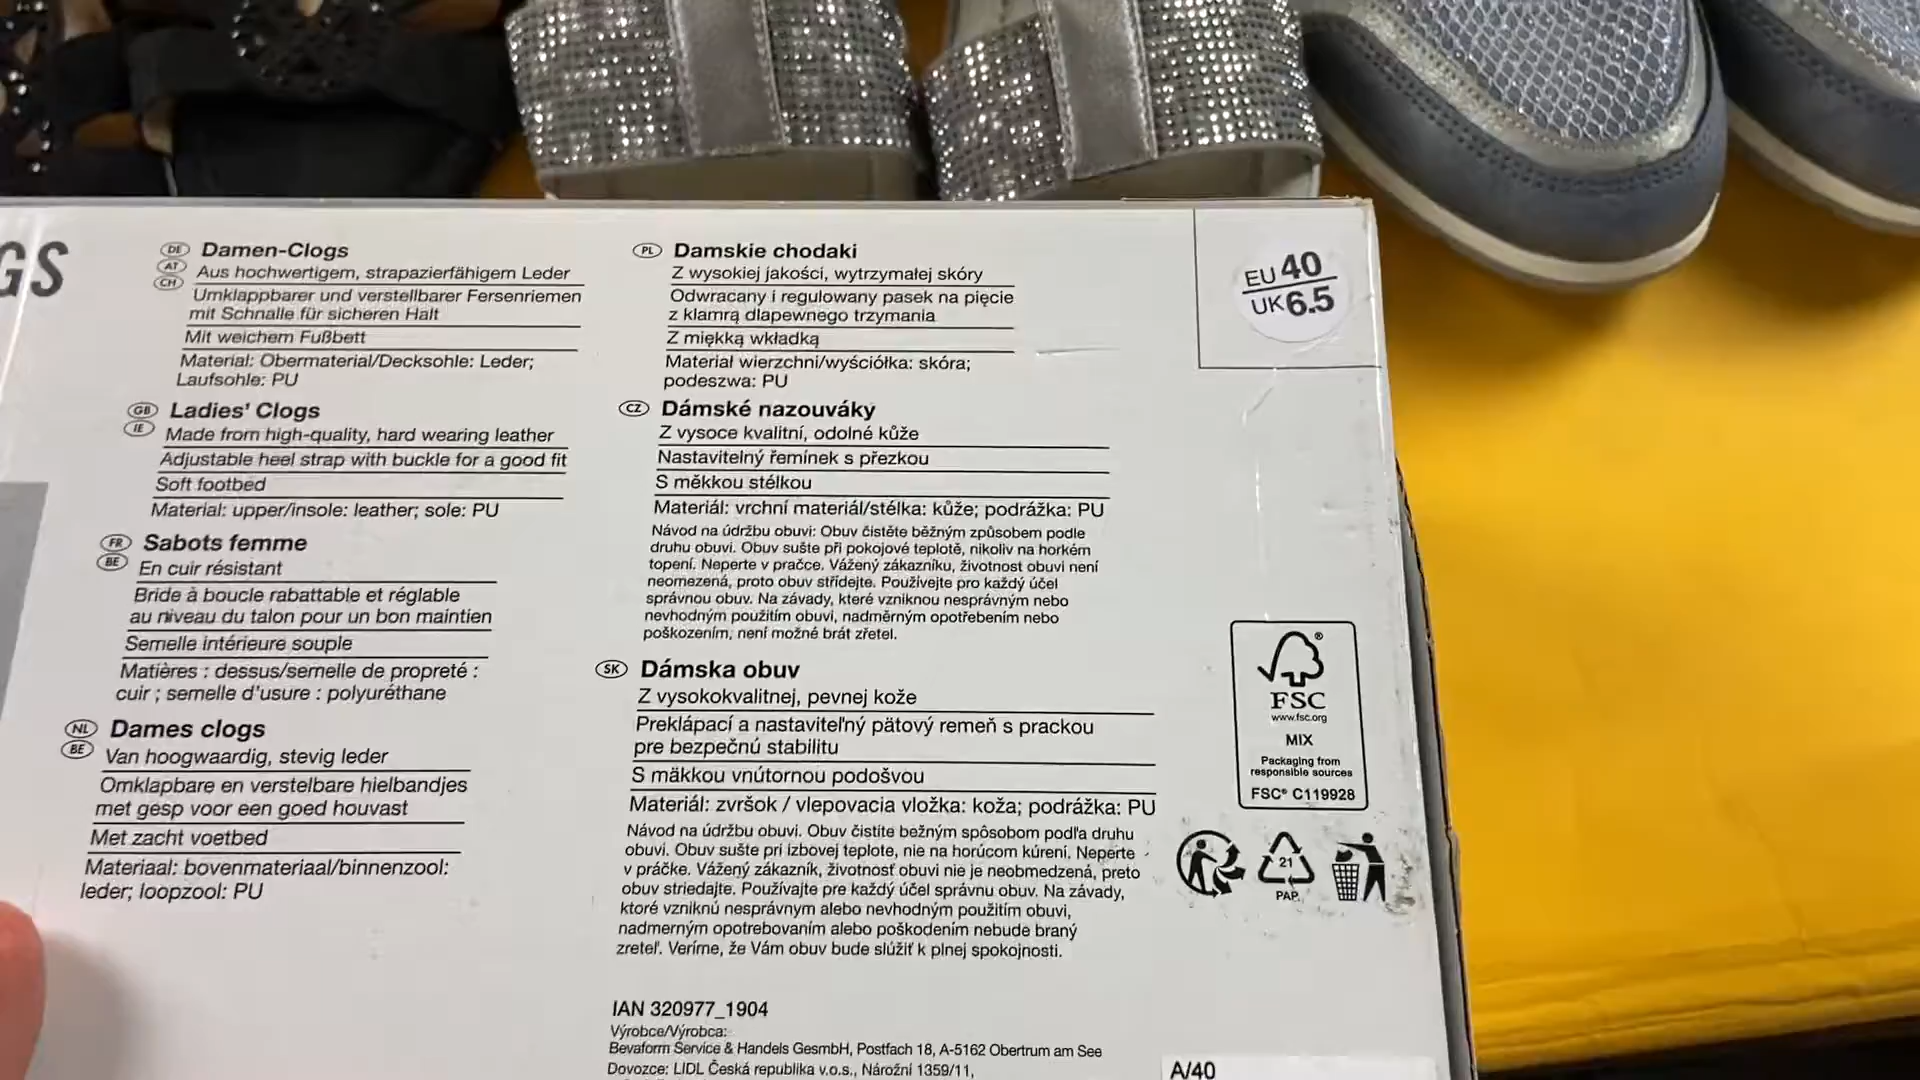 GS
DE
AT
CH
Damen-Clogs
Aus hochwertigem, strapazierfähigem Leder
Umklappbarer und verstellbarer Fersenriemen
mit Schnalle für sicheren Halt
Mit weichem Fußbett
Material: Obermaterial/Decksohle: Leder;
Laufsohle: PU
GB
IE
Ladies' Clogs
Made from high-quality, hard wearing leather
Adjustable heel strap with buckle for a good fit
Soft footbed
Material: upper/insole: leather; sole: PU
FR
BE
Sabots femme
En cuir résistant
Bride à boucle rabattable et réglable
au niveau du talon pour un bon maintien
Semelle intérieure souple
Matières : dessus/semelle de propreté :
cuir ; semelle d'usure : polyuréthane
NL
BE
Dames clogs
Van hoogwaardig, stevig leder
Omklapbare en verstelbare hielbandjes
met gesp voor een goed houvast
Met zacht voetbed
Materiaal: bovenmateriaal/binnenzool:
leder; loopzool: PU
PL
Damskie chodaki
Z wysokiej jakości, wytrzymałej skóry
Odwracany i regulowany pasek na pięcie
z klamrą dlapewnego trzymania
Z miękką wkładką
Materiał wierzchni/wyściółka: skóra;
podeszwa: PU
CZ
Dámské nazouváky
Z vysoce kvalitní, odolné kůže
Nastavitelný řemínek s přezkou
S měkkou stélkou
Materiál: vrchní materiál/stélka: kůže; podrážka: PU
Návod na údržbu obuvi: Obuv čistěte běžným způsobem podle
druhu obuvi. Obuv sušte při pokojové teplotě, nikoliv na horkém
topení. Neperte v pračce. Vážený zákazníku, životnost obuvi není
neomezená, proto obuv střídejte. Používejte pro každý účel
správnou obuv. Na závady, které vzniknou nesprávným nebo
nevhodným použitím obuvi, nadměrným opotřebením nebo
poškozením, není možné brát zřetel.
SK
Dámska obuv
Z vysokokvalitnej, pevnej kože
Preklápací a nastaviteľný pätový remeň s prackou
pre bezpečnú stabilitu
S mäkkou vnútornou podošvou
Materiál: zvršok / vlepovacia vložka: koža; podrážka: PU
Návod na údržbu obuvi. Obuv čistíte bežným spôsobom podľa druhu
obuvi. Obuv sušte pri izbovej teplote, nie na horúcom kúrení. Neperte
v práčke. Vážený zákazník, životnosť obuvi nie je neobmedzená, preto
obuv striedajte. Používajte pre každý účel správnu obuv. Na závady,
ktoré vzniknú nesprávnym alebo nevhodným použitím obuvi,
nadmerným opotrebovaním alebo poškodením nebude braný
zreteľ. Veríme, že Vám obuv bude slúžiť k plnej spokojnosti.
IAN 320977_1904
Výrobce/Výrobca:
Bevaform Service & Handels GesmbH, Postfach 18, A-5162 Obertrum am See
Dovozce: LIDL Česká republika v.o.s., Nárožní 1359/11,
EU 40
UK 6.5
FSC®
www.fsc.org
MIX
Packaging from
responsible sources
FSC® C119928
21
PAP
A/40